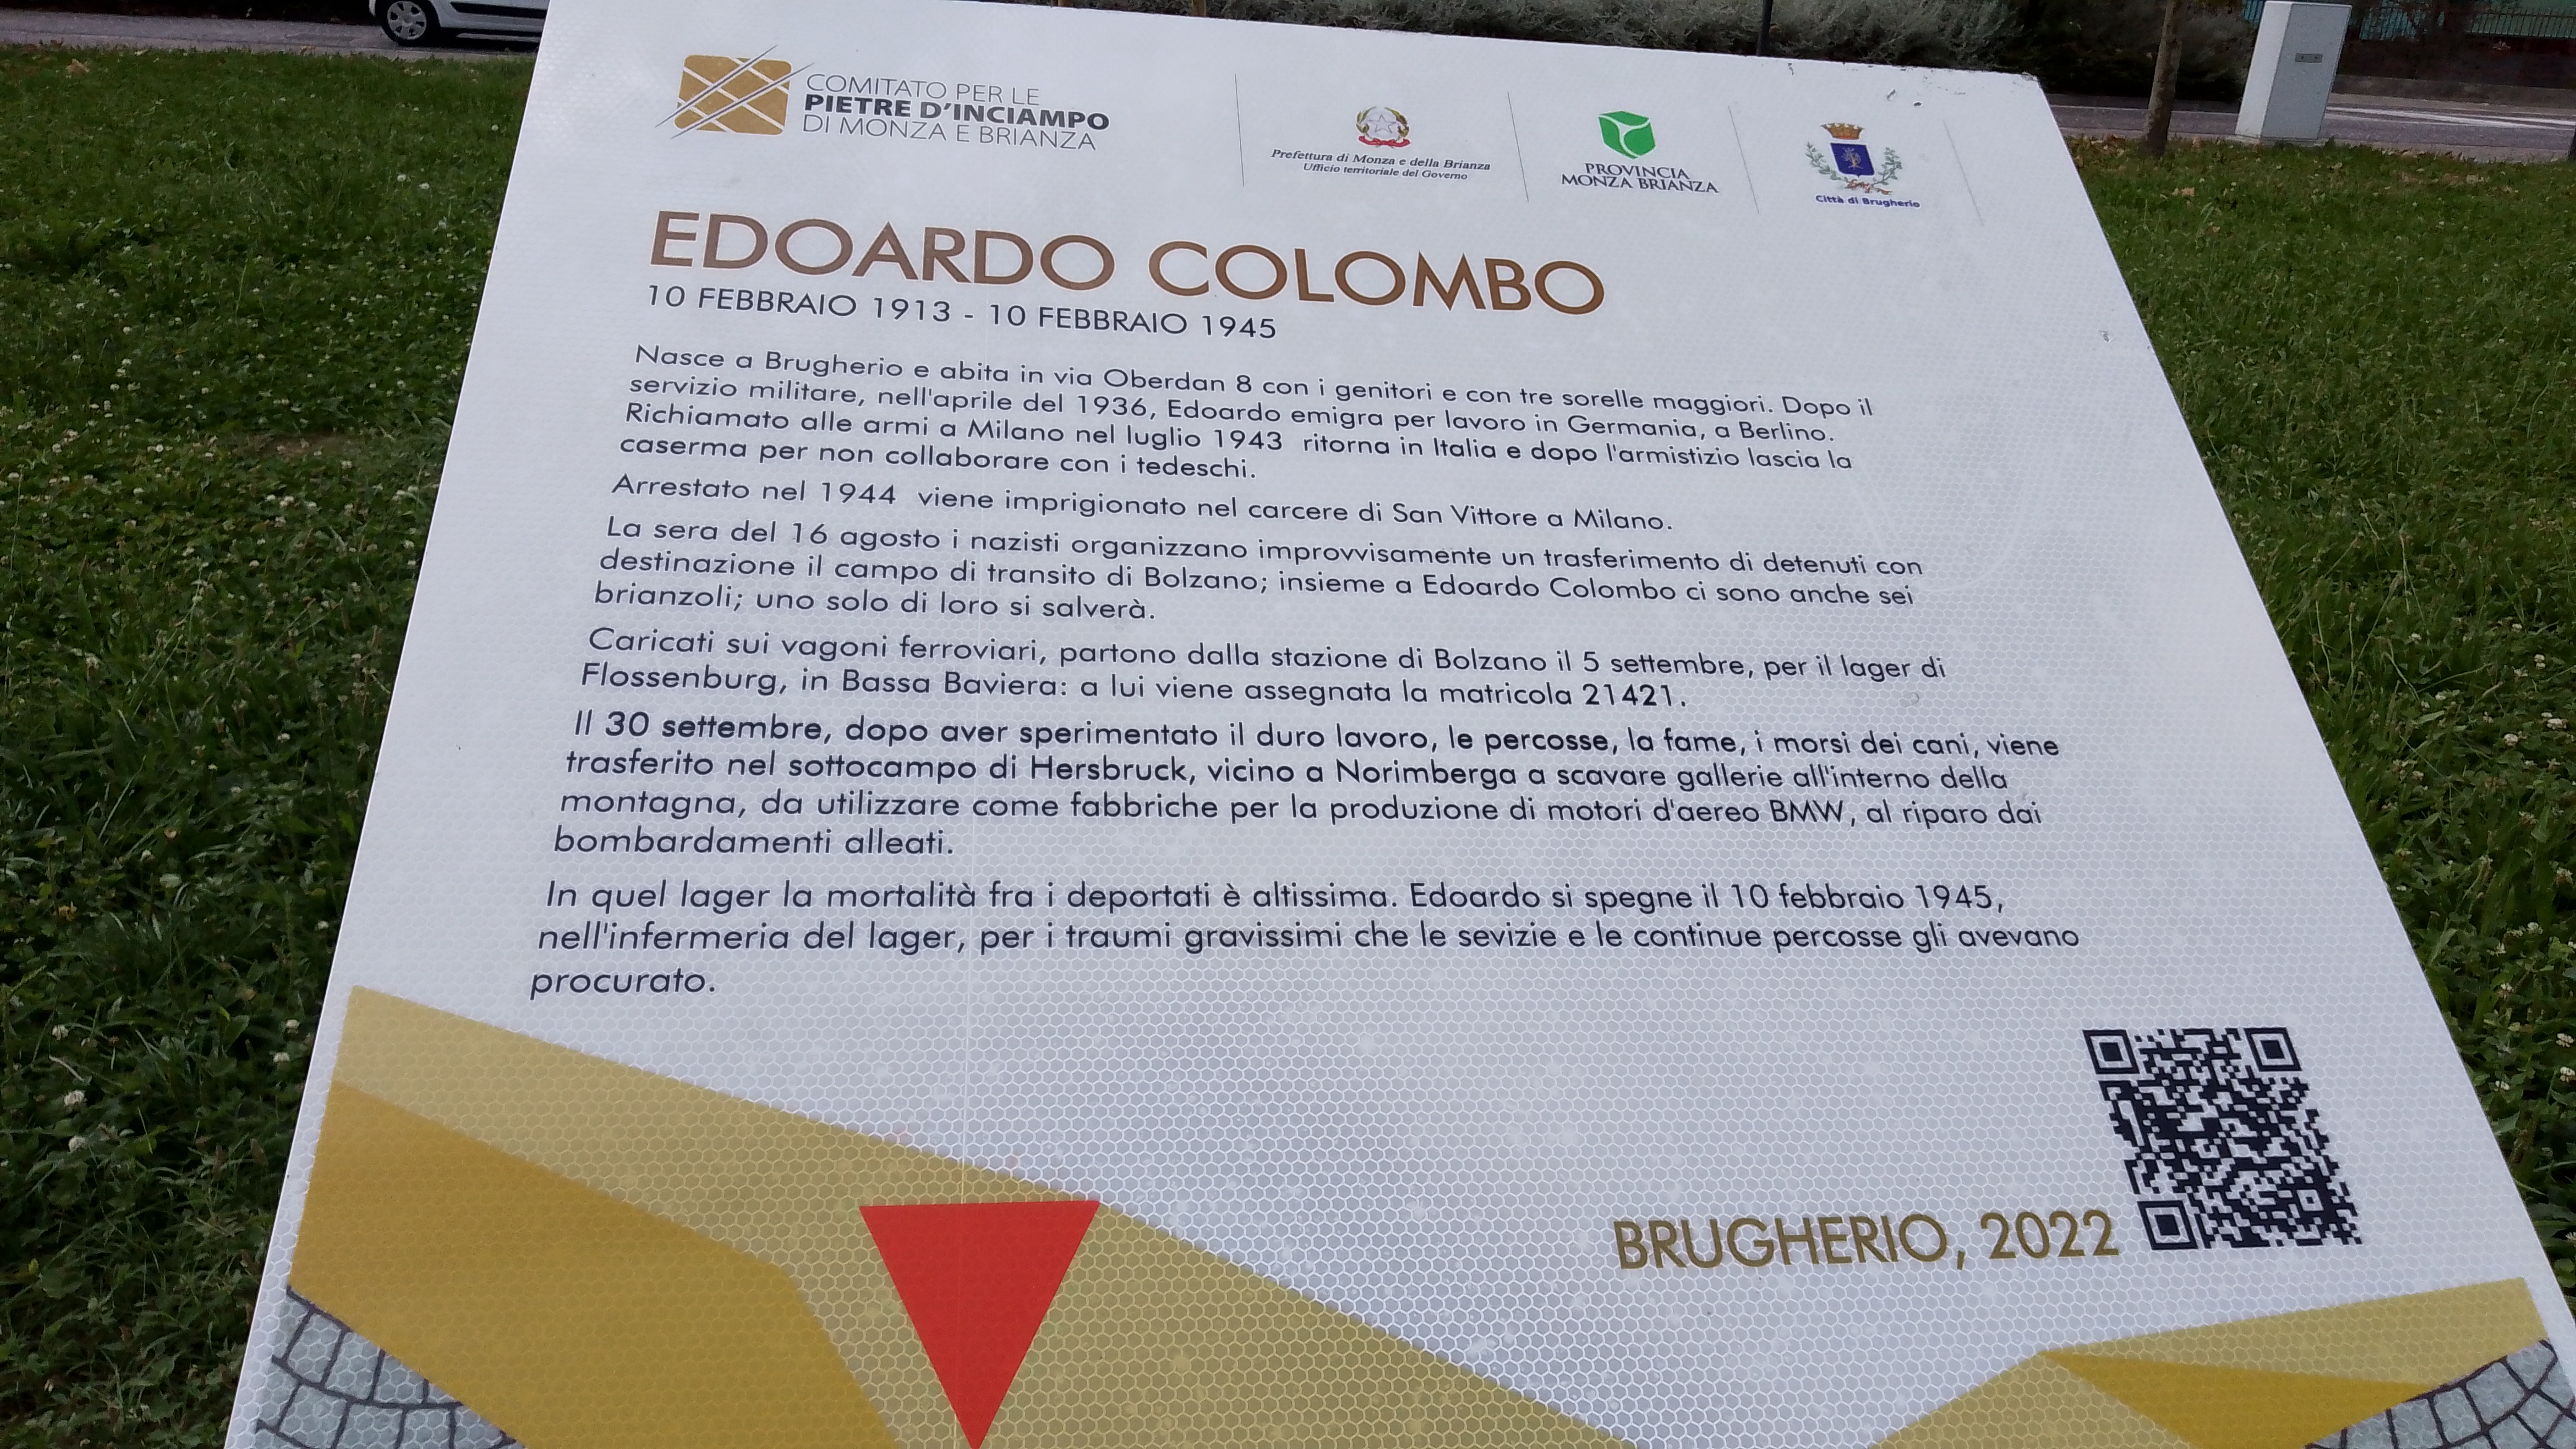 COMITATO PER LE
PIETRE D'INCIAMPO
DI MONZA E BRIANZA
Prefettura di Monza e della Brianza
Ufficio territoriale del Governo
PROVINCIA
MONZA BRIANZA
Città di Brugherio
EDOARDO COLOMBO
10 FEBBRAIO 1913 - 10 FEBBRAIO 1945
Nasce a Brugherio e abita in via Oberdan 8 con i genitori e con tre sorelle maggiori. Dopo il
servizio militare, nell'aprile del 1936, Edoardo emigra per lavoro in Germania, a Berlino.
Richiamato alle armi a Milano nel luglio 1943 ritorna in Italia e dopo l'armistizio lascia la
caserma per non collaborare con i tedeschi.
Arrestato nel 1944 viene imprigionato nel carcere di San Vittore a Milano.
La sera del 16 agosto i nazisti organizzano improvvisamente un trasferimento di detenuti con
destinazione il campo di transito di Bolzano; insieme a Edoardo Colombo ci sono anche sei
brianzoli; uno solo di loro si salverà.
Caricati sui vagoni ferroviari, partono dalla stazione di Bolzano il 5 settembre, per il lager di
Flossenburg, in Bassa Baviera: a lui viene assegnata la matricola 21421.
Il 30 settembre, dopo aver sperimentato il duro lavoro, le percosse, la fame, i morsi dei cani, viene
trasferito nel sottocampo di Hersbruck, vicino a Norimberga a scavare gallerie all'interno della
montagna, da utilizzare come fabbriche per la produzione di motori d'aereo BMW, al riparo dai
bombardamenti alleati.
In quel lager la mortalità fra i deportati è altissima. Edoardo si spegne il 10 febbraio 1945,
nell'infermeria del lager, per i traumi gravissimi che le sevizie e le continue percosse gli avevano
procurato.
BRUGHERIO, 2022